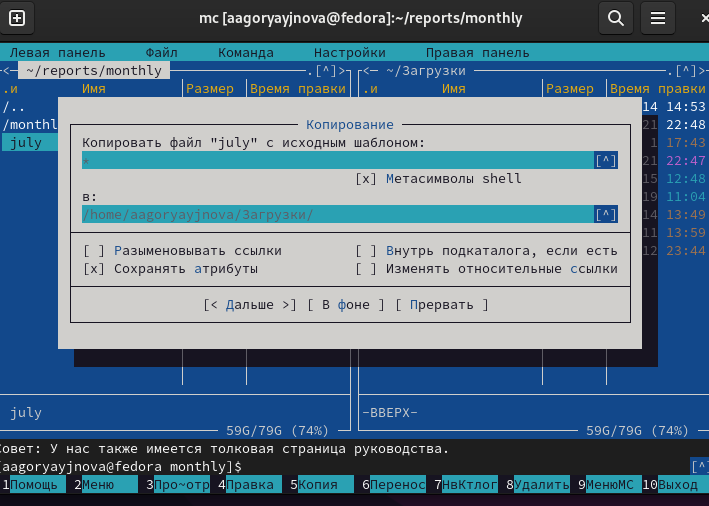 mc [aagoryayjnova@fedora]:~/reports/monthly
Левая панель Файл Команда Настройки Правая панель
<─ ~/reports/monthly ─.[^]>┐ ┌<─ ~/Загрузки ─.[^]>
.и Имя Размер Время правки .и Имя Размер Время правки
/.. 14 14:53
/monthl 21 22:48
july 1 17:43
21 22:47
15 12:48
19 11:04
14 13:49
11 13:59
12 23:44
Копирование
Копировать файл "july" с исходным шаблоном:
* [^]
[x] Метасимволы shell
в:
/home/aagoryayjnova/Загрузки/ [^]
[ ] Разыменовывать ссылки [ ] Внутрь подкаталога, если есть
[x] Сохранять атрибуты [ ] Изменять относительные ссылки
[< Дальше >] [ В фоне ] [ Прервать ]
july -ВВЕРХ-
59G/79G (74%) 59G/79G (74%)
Совет: У нас также имеется толковая страница руководства.
[aagoryayjnova@fedora monthly]$ [^]
1Помощь 2Меню 3Про~отр 4Правка 5Копия 6Перенос 7НвКтлог 8Удалить 9МенюМС 10Выход